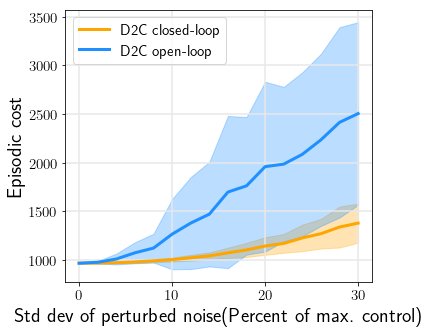 3500
3000
2500
2000
1500
1000
Episodic cost
D2C closed-loop
D2C open-loop
0
10
20
30
Std dev of perturbed noise(Percent of max. control)